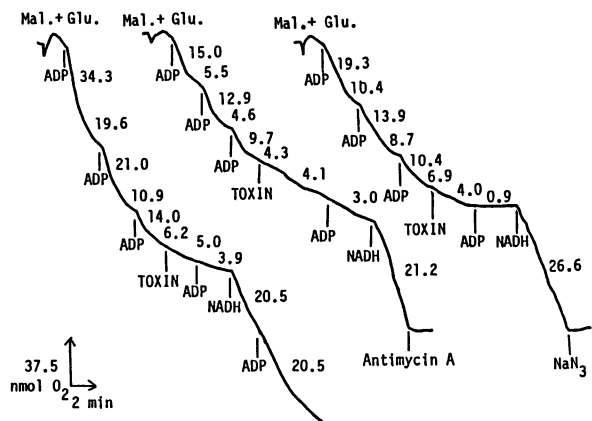 Mal.+ Glu.
Mal.+ Glu.
Mal.+ Glu.
ADP
34.3
19.6
ADP
21.0
10.9
ADP
14.0
6.2
TOXIN
ADP
5.0
3.9
NADH
20.5
ADP
20.5
ADP
15.0
5.5
ADP
12.9
4.6
ADP
9.7
4.3
TOXIN
4.1
ADP
3.0
NADH
21.2
Antimycin A
ADP
19.3
10.4
ADP
13.9
8.7
ADP
10.4
6.9
TOXIN
4.0
ADP
0.9
NADH
26.6
NaN3
37.5
nmol O2
2 min